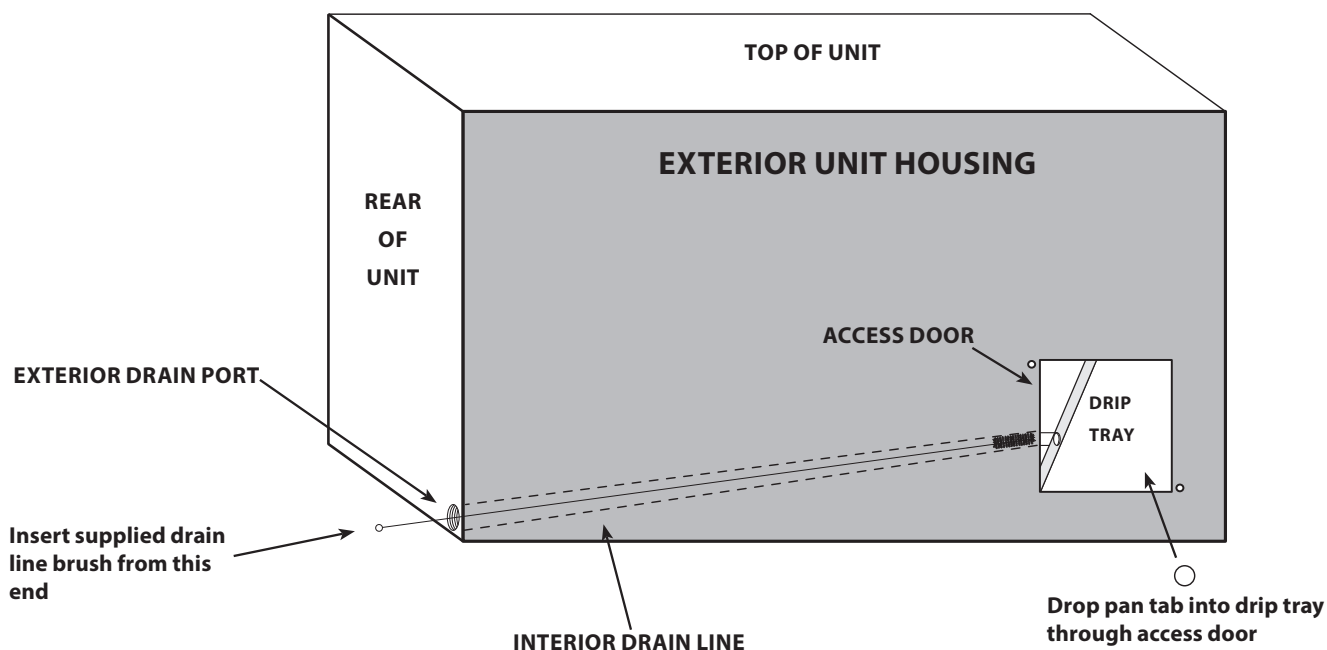 TOP OF UNIT
EXTERIOR UNIT HOUSING
REAR
OF
UNIT
ACCESS DOOR
EXTERIOR DRAIN PORT
DRIP
TRAY
Insert supplied drain
line brush from this
end
Drop pan tab into drip tray
through access door
INTERIOR DRAIN LINE